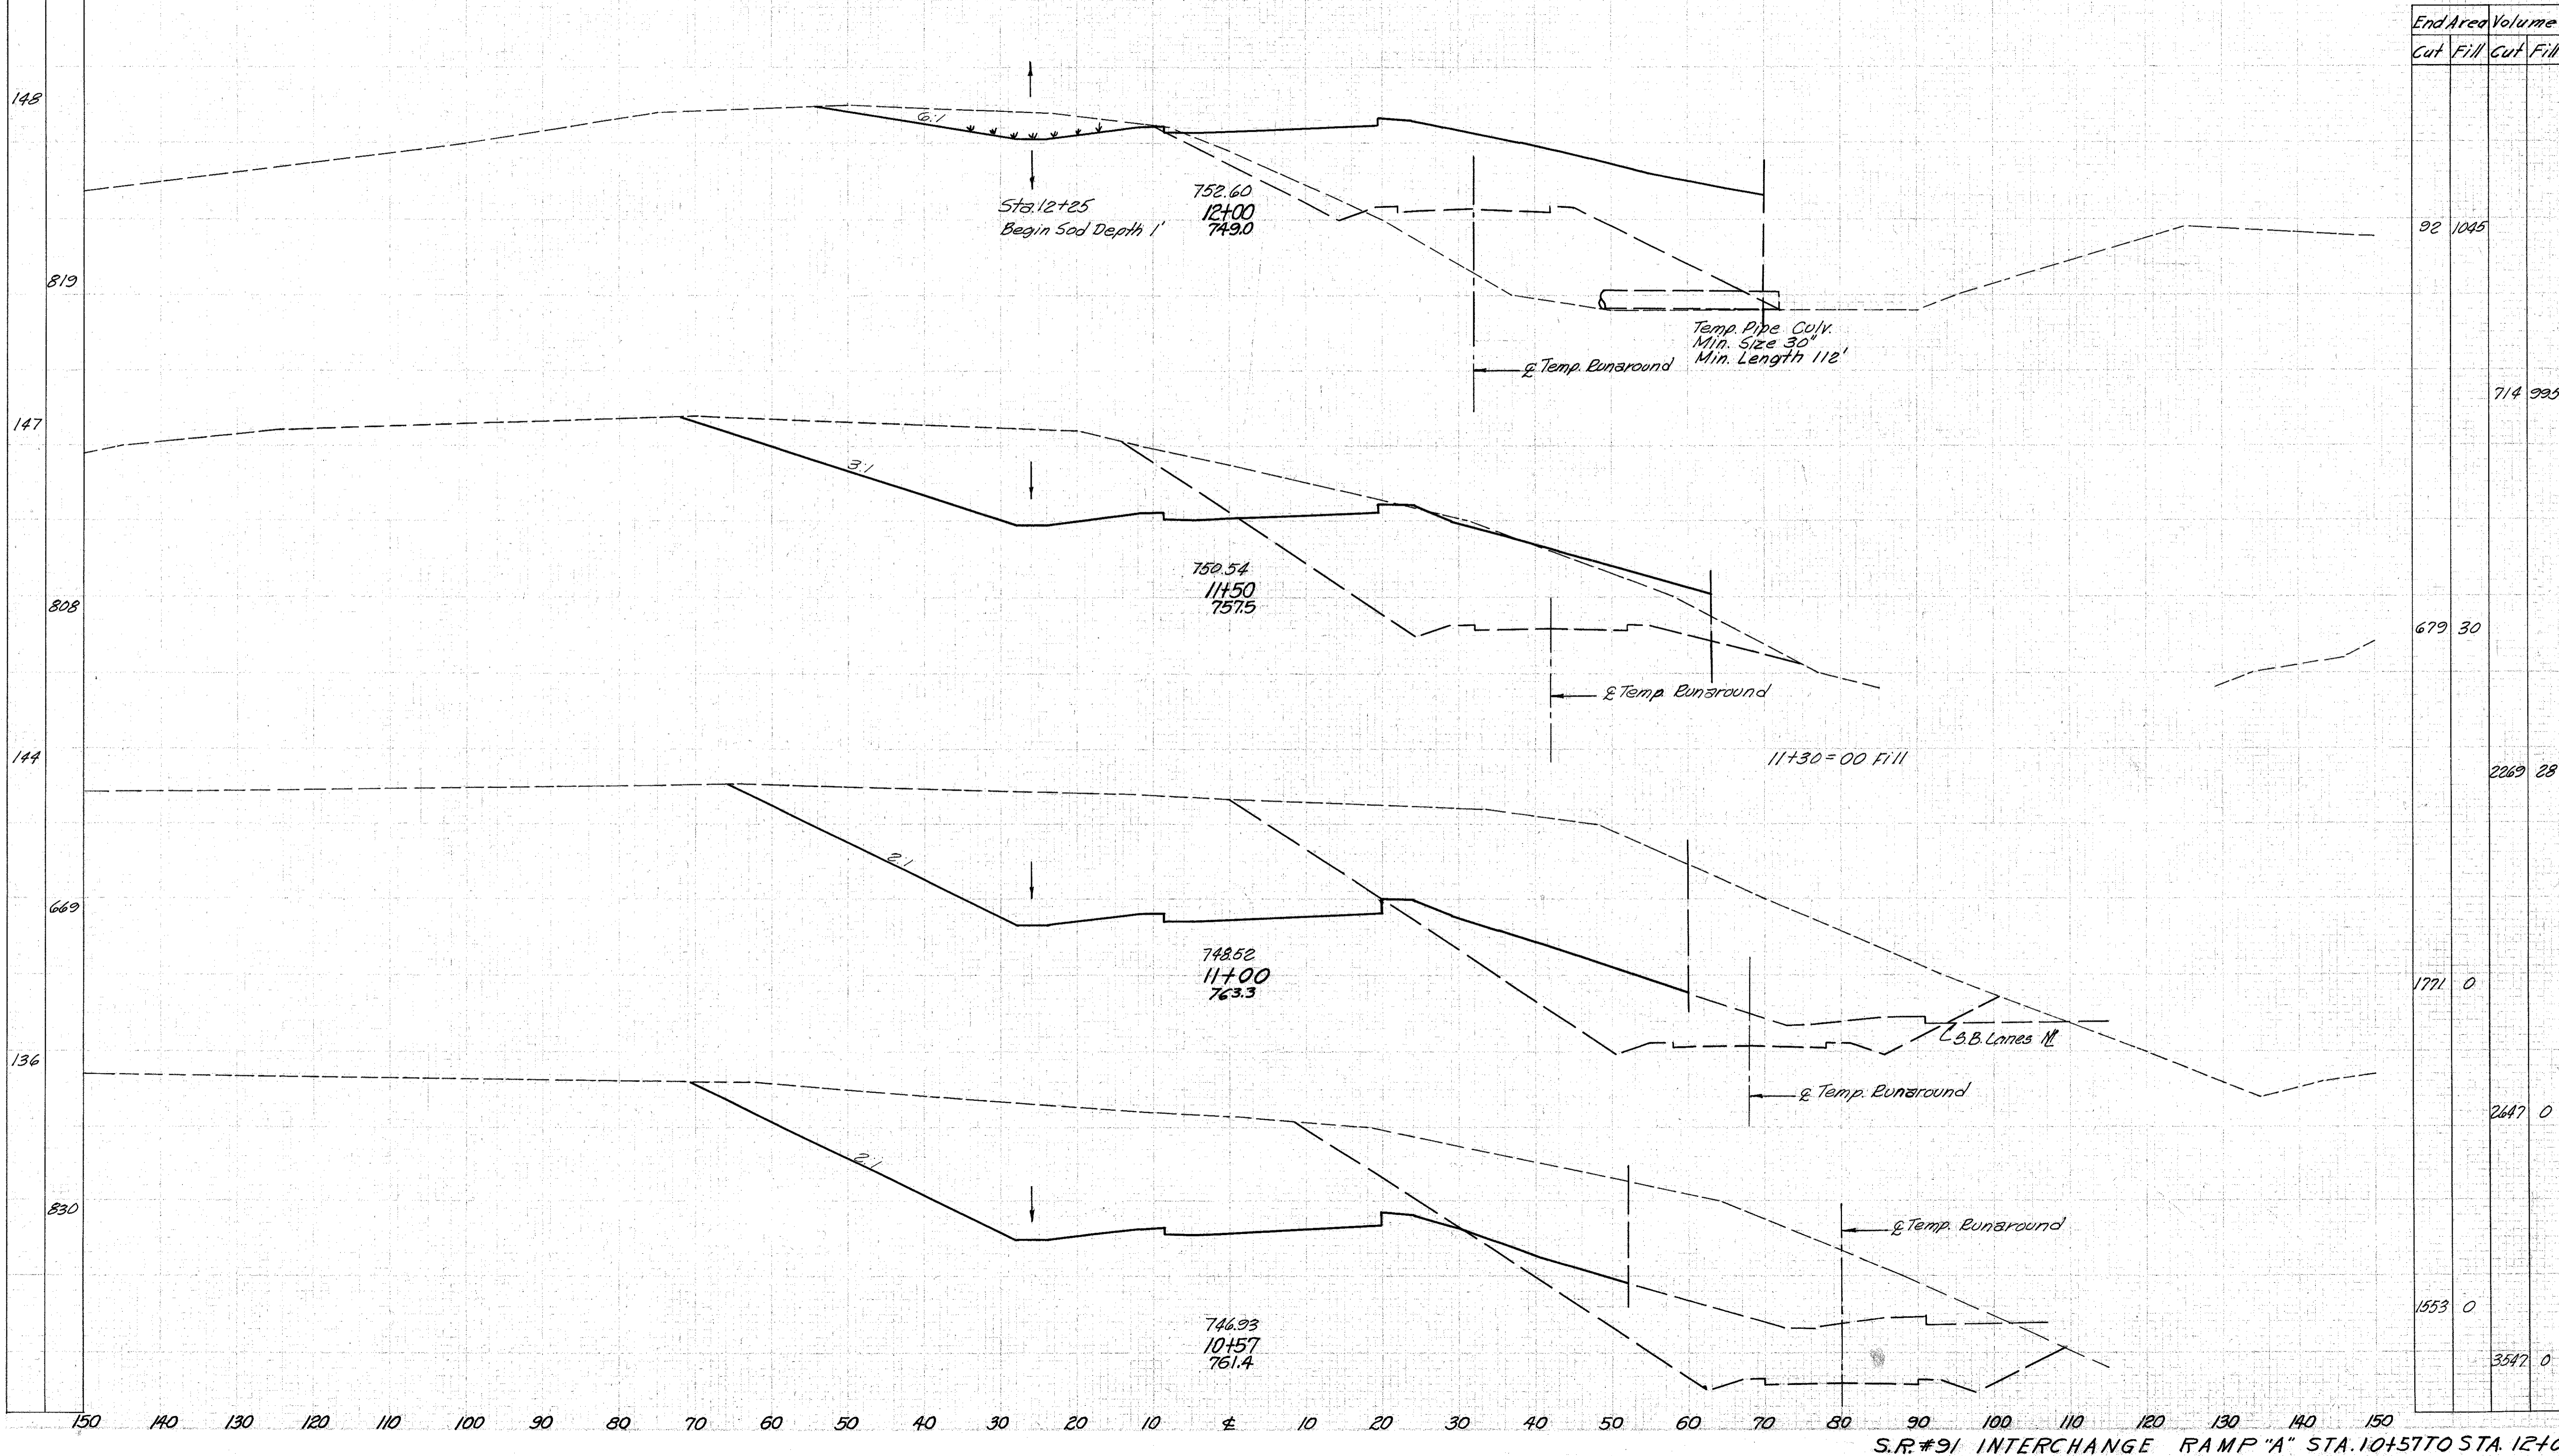 End Area Volume
Cut Fill Cut Fill
148
6:1
752.60
12+00
749.0
Sta. 12+25
Begin Sod Depth 1'
92 1045
819
Temp. Pipe Culv.
Min. Size 30"
Min. Length 112'
℄ Temp. Runaround
714 995
147
3:1
750.54
11+50
757.5
808
679 30
℄ Temp. Runaround
144
11+30=00 Fill
2269 28
2:1
669
748.52
11+00
763.3
1771 0
S.B. Lanes
136
℄ Temp. Runaround
2647 0
2:1
830
℄ Temp. Runaround
746.93
10+57
761.4
1553 0
3547 0
150 140 130 120 110 100 90 80 70 60 50 40 30 20 10 ℄ 10 20 30 40 50 60 70 80 90 100 110 120 130 140 150
S.R. #91 INTERCHANGE RAMP "A" STA. 10+57 TO STA. 12+